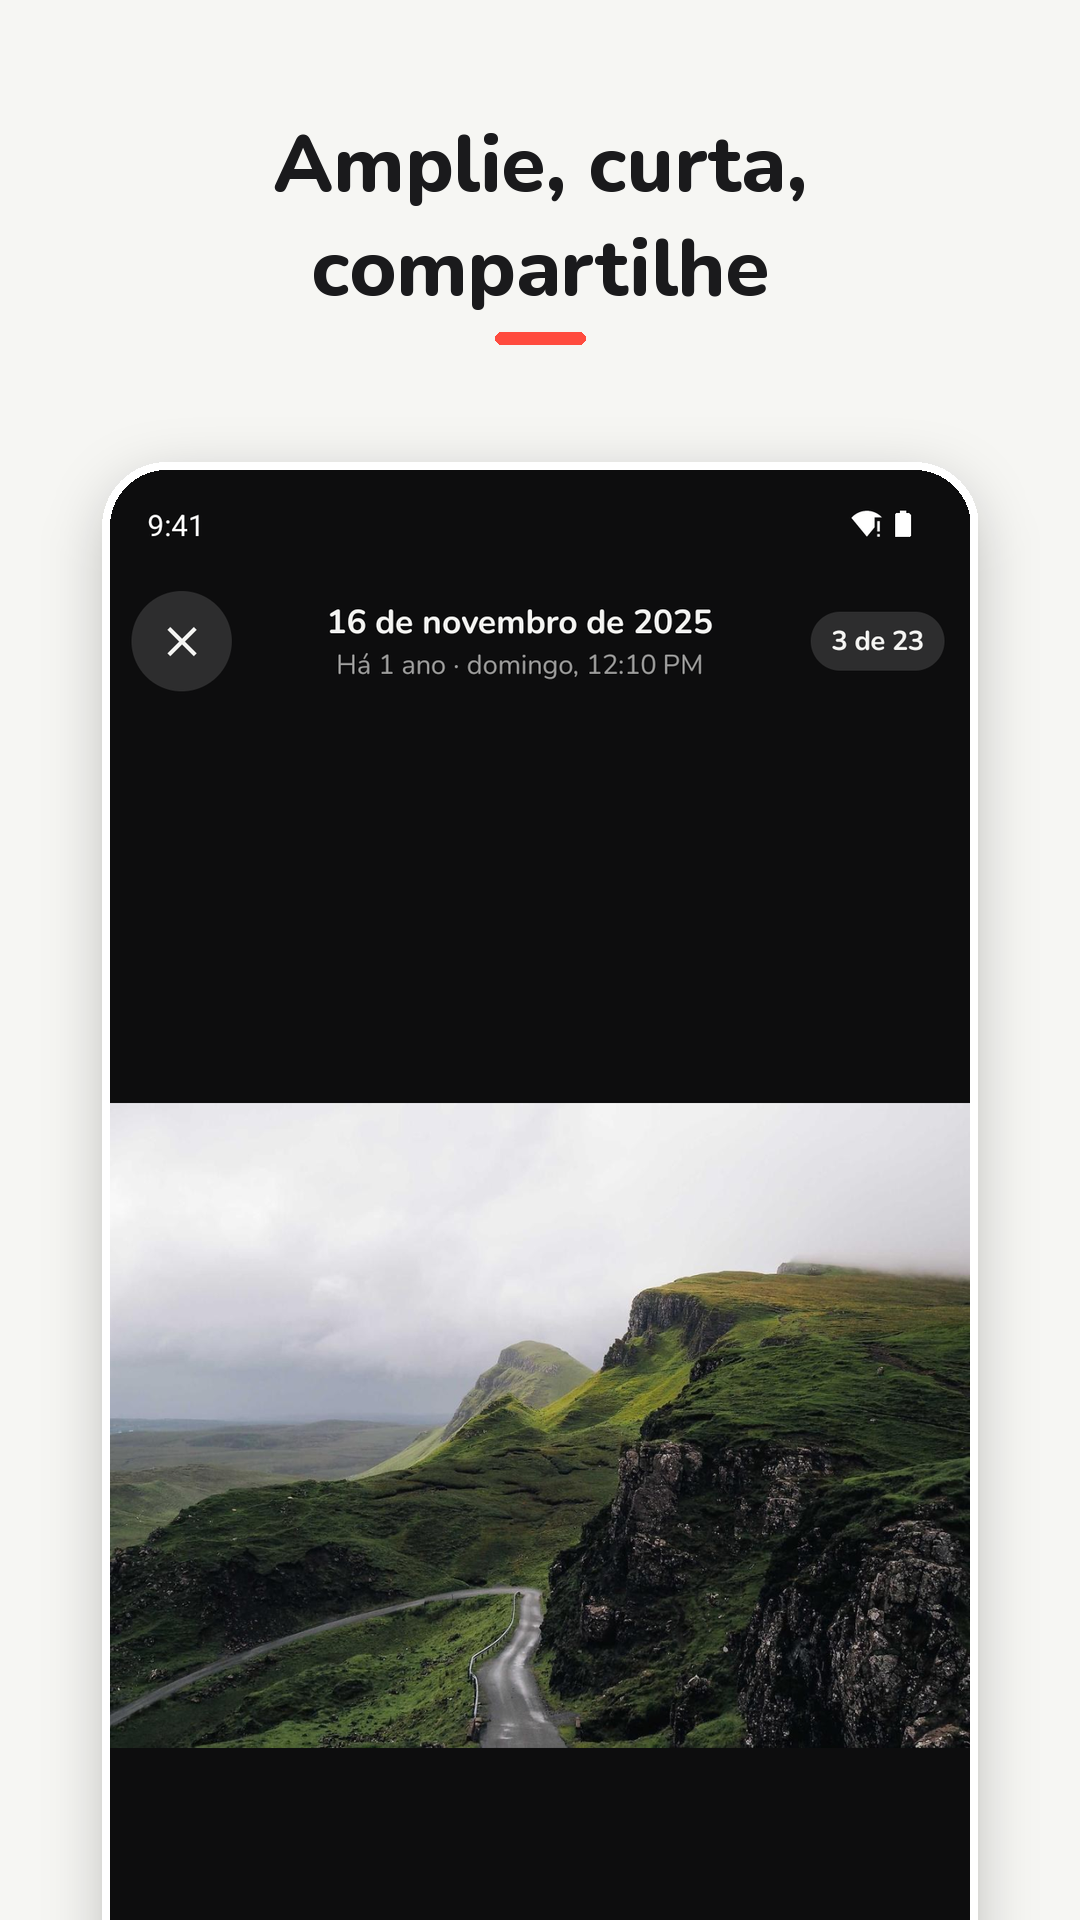 Amplie, curta,
compartilhe
9:41
16 de novembro de 2025
Há 1 ano · domingo, 12:10 PM
3 de 23